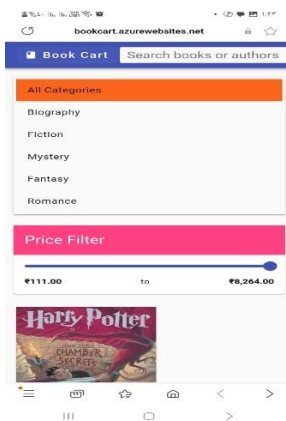 bookcart.azurewebsites.net
Book Cart
Search books or authors
All Categories
Biography
Fiction
Mystery
Fantasy
Romance
Price Filter
₹111.00 to ₹8,264.00
Harry Potter
CHAMBER
SECRETS